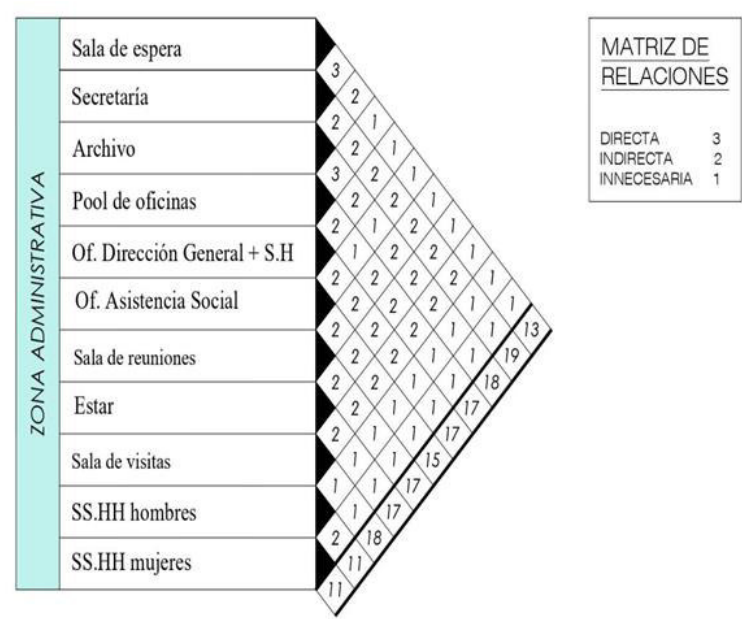 ZONA ADMINISTRATIVA
Sala de espera
3
Secretaría
2
2 1
Archivo
2 1
3 2 1
Pool de oficinas
2 2 1
2 1 2 1
Of. Dirección General + S.H
1 2 2 1
2 2 2 2 1
Of. Asistencia Social
2 2 2 1 1
2 2 2 1 1 13
Sala de reuniones
2 2 1 1 19
2 2 1 1 18
Estar
2 1 1 17
2 1 1 17
Sala de visitas
1 1 15
1 1 17
SS.HH hombres
1 17
2 18
SS.HH mujeres
11
11
MATRIZ DE
RELACIONES
DIRECTA 3
INDIRECTA 2
INNECESARIA 1